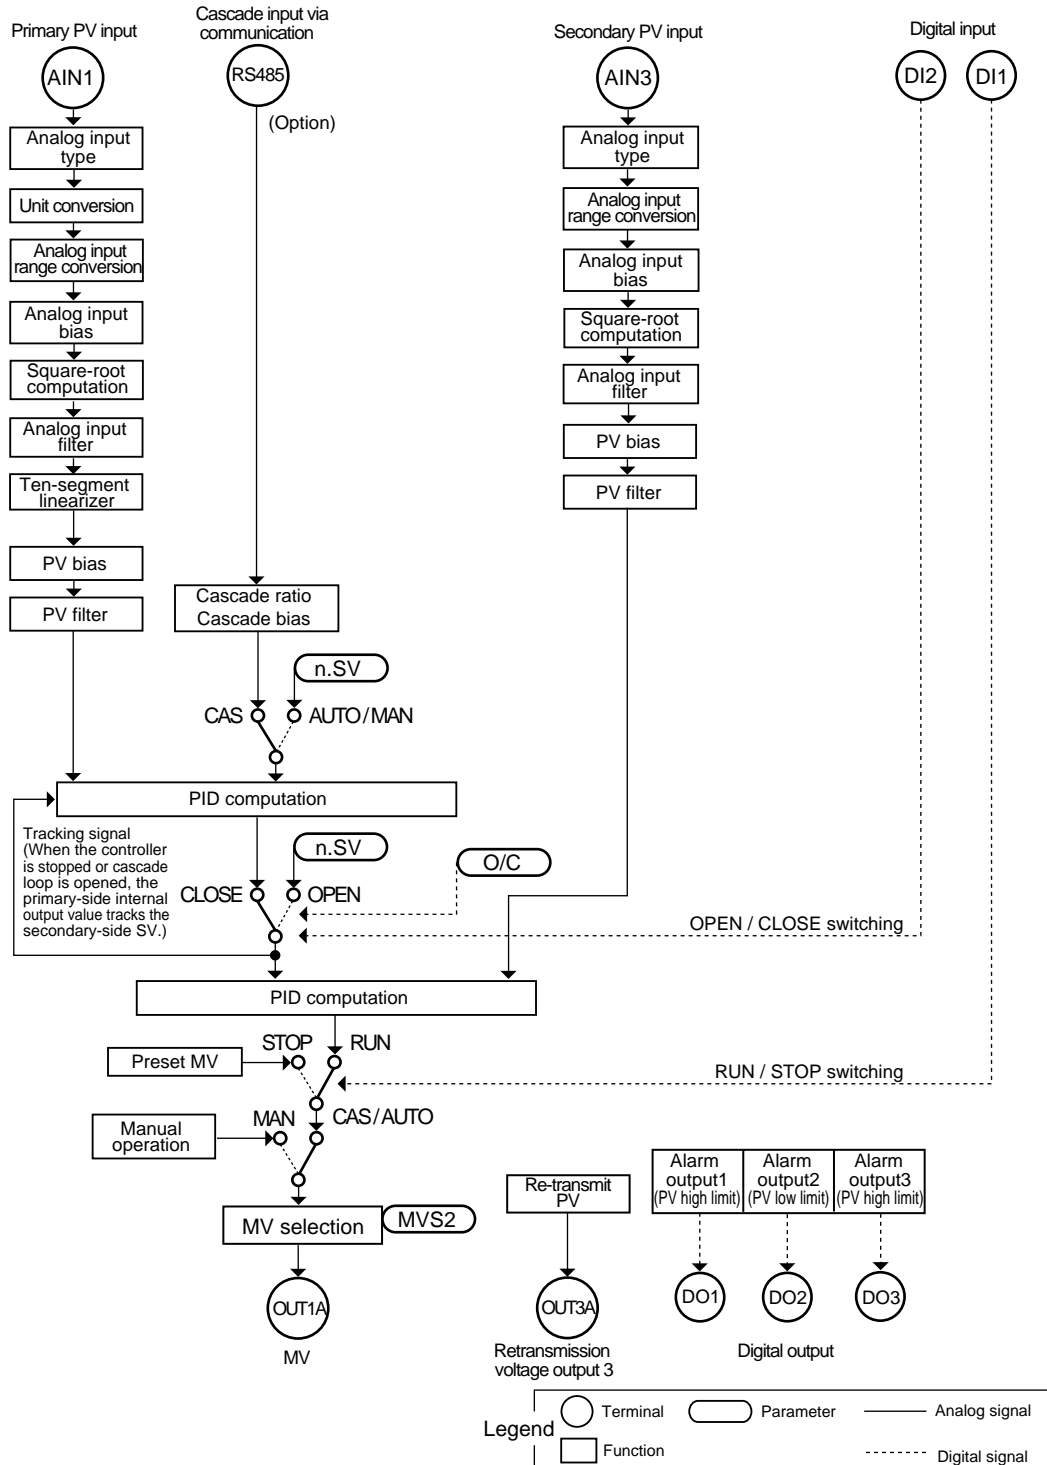 Primary PV input
Cascade input via
communication
Secondary PV input
Digital input
AIN1
RS485
AIN3
DI2
DI1
(Option)
Analog input
type
Unit conversion
Analog input
range conversion
Analog input
bias
Square-root
computation
Analog input
filter
Ten-segment
linearizer
PV bias
PV filter
Analog input
type
Analog input
range conversion
Analog input
bias
Square-root
computation
Analog input
filter
PV bias
PV filter
Cascade ratio
Cascade bias
n.SV
CAS
AUTO / MAN
PID computation
Tracking signal
(When the controller
is stopped or cascade
loop is opened, the
primary-side internal
output value tracks the
secondary-side SV.)
n.SV
O/C
CLOSE
OPEN
OPEN / CLOSE switching
PID computation
STOP
RUN
Preset MV
RUN / STOP switching
MAN
CAS / AUTO
Manual
operation
MV selection
MVS2
OUT1A
MV
Re-transmit
PV
OUT3A
Retransmission
voltage output 3
Alarm
output1
(PV high limit)
Alarm
output2
(PV low limit)
Alarm
output3
(PV high limit)
DO1
DO2
DO3
Digital output
Legend
Terminal
Parameter
Analog signal
Function
Digital signal